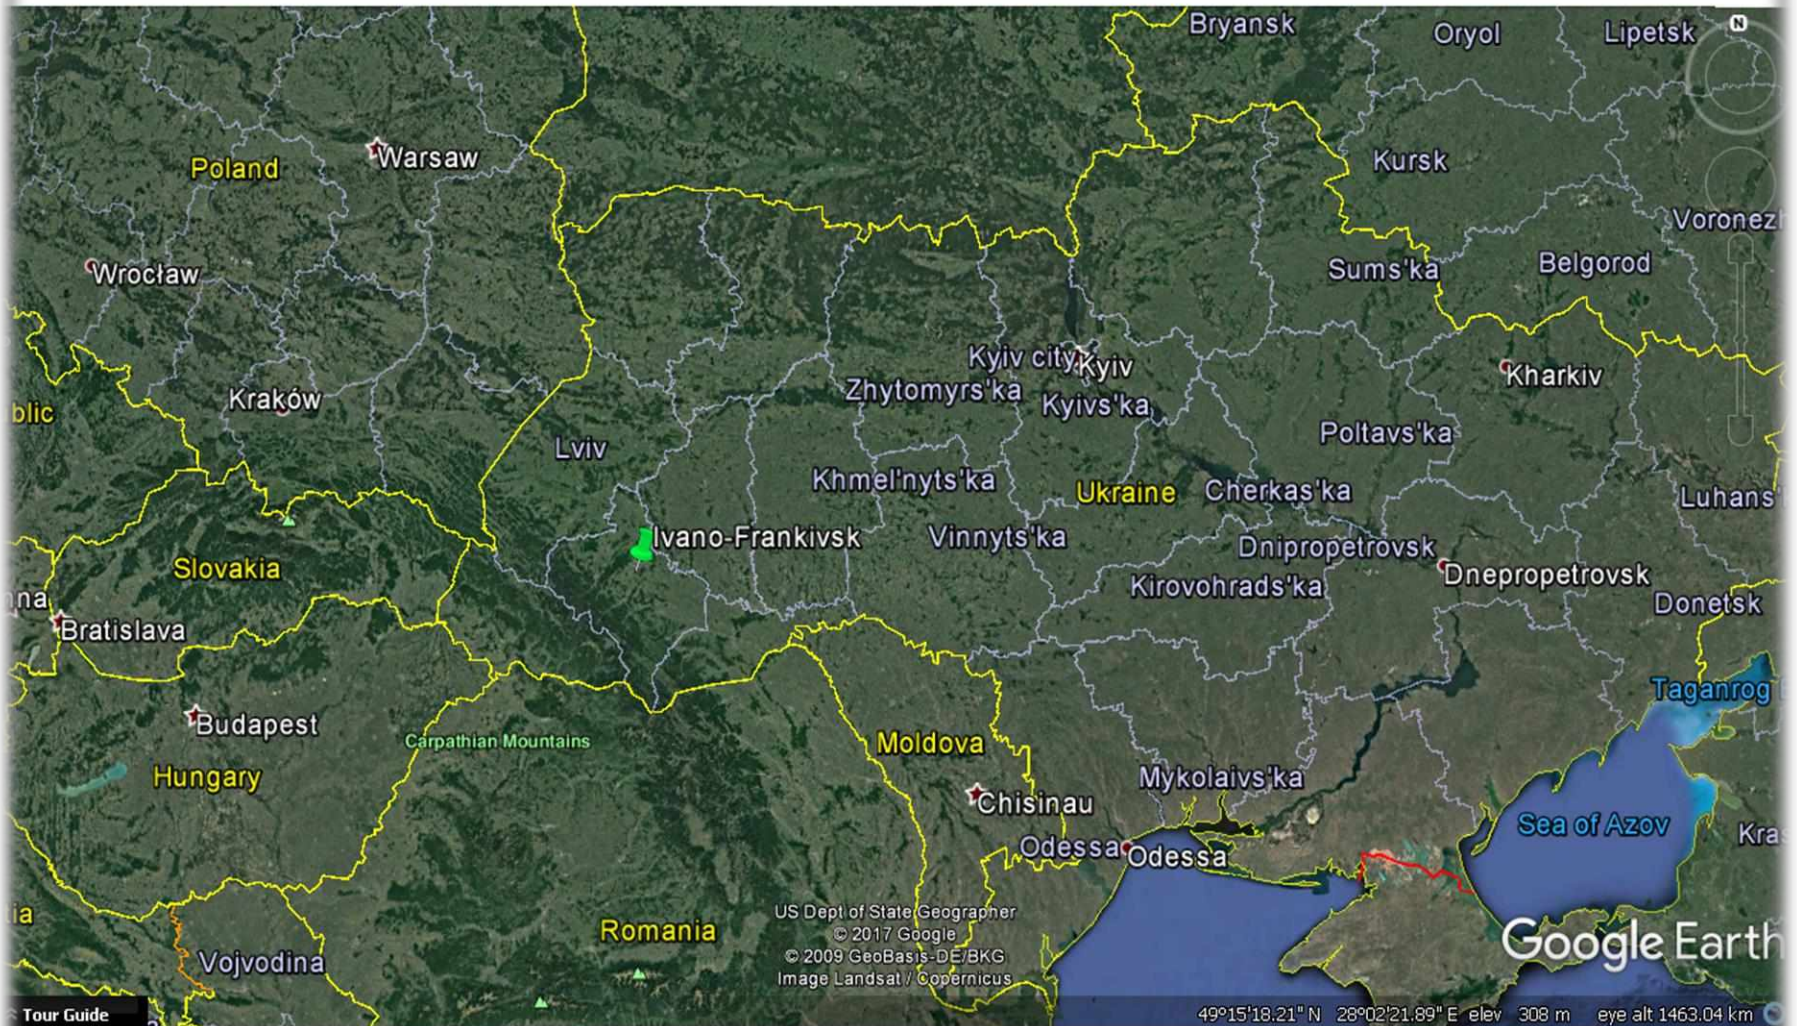 Bryansk
Oryol
Lipetsk
N
Warsaw
Poland
Kursk
Voronezh
Wrocław
Sums'ka
Belgorod
Kyiv city
Kyiv
Kharkiv
Zhytomyrs'ka
Kyivs'ka
Kraków
blic
Lviv
Poltavs'ka
Khmel'nyts'ka
Ukraine
Cherkas'ka
Luhans'
Ivano-Frankivsk
Vinnyts'ka
Dnipropetrovsk
Slovakia
Kirovohrads'ka
Dnepropetrovsk
nna
Donetsk
Bratislava
Taganrog
Budapest
Carpathian Mountains
Moldova
Hungary
Mykolaivs'ka
Chisinau
Sea of Azov
Kras
Odessa
Odessa
ia
Romania
US Dept of State Geographer
© 2017 Google
© 2009 GeoBasis-DE/BKG
Image Landsat / Copernicus
Google Earth
Vojvodina
Tour Guide
49°15'18.21" N 28°02'21.89" E elev 308 m eye alt 1463.04 km